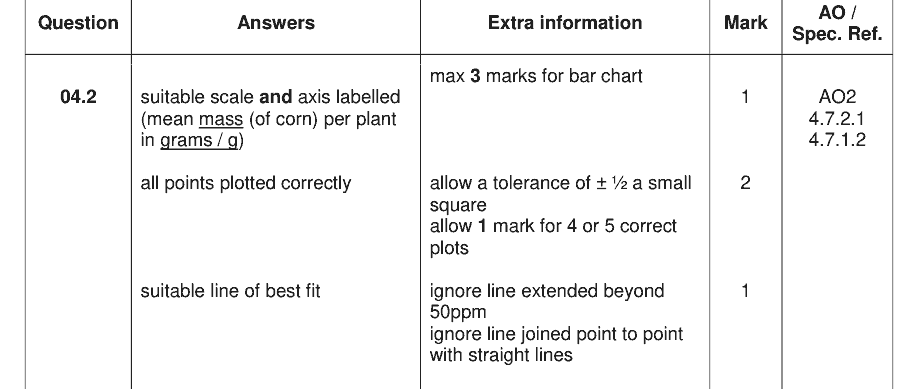 Question Answers Extra information Mark AO /
Spec. Ref.
max 3 marks for bar chart
04.2 suitable scale and axis labelled 1 AO2
(mean mass (of corn) per plant 4.7.2.1
in grams / g) 4.7.1.2
all points plotted correctly allow a tolerance of ± ½ a small 2
square
allow 1 mark for 4 or 5 correct
plots
suitable line of best fit ignore line extended beyond 1
50ppm
ignore line joined point to point
with straight lines